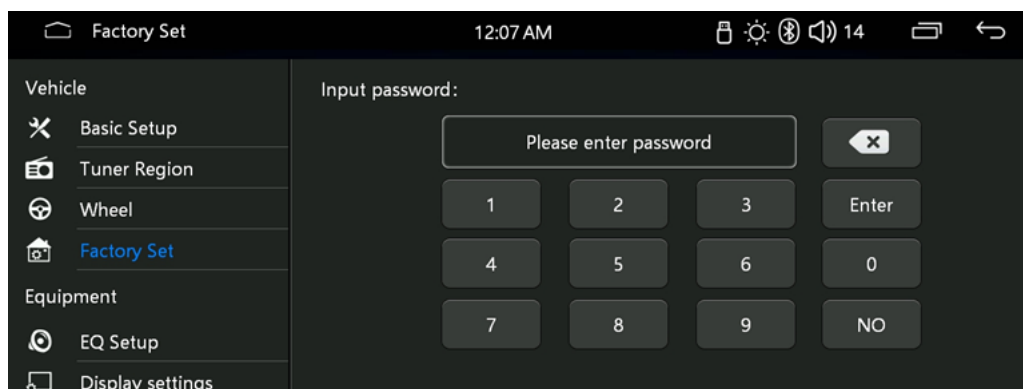 Factory Set 12:07 AM 14
Vehicle
Basic Setup
Tuner Region
Wheel
Factory Set
Equipment
EQ Setup
Display settings
Input password:
Please enter password
1 2 3 Enter
4 5 6 0
7 8 9 NO